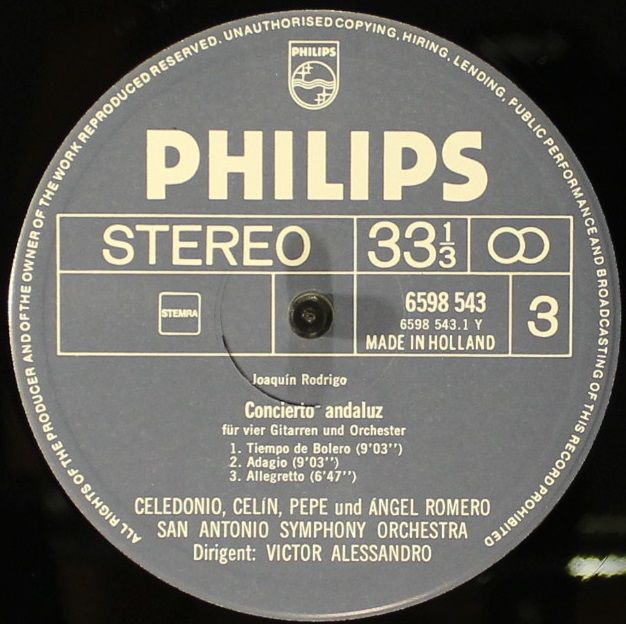 ALL RIGHTS OF THE PRODUCER AND OF THE OWNER OF THE WORK REPRODUCED RESERVED. UNAUTHORISED COPYING, HIRING, LENDING, PUBLIC PERFORMANCE AND BROADCASTING OF THIS RECORD PROHIBITED
PHILIPS
PHILIPS
STEREO 33 1/3
STEMRA
6598 543
6598 543.1 Y
MADE IN HOLLAND
3
Joaquín Rodrigo
Concierto andaluz
für vier Gitarren und Orchester
1. Tiempo de Bolero (9'03'')
2. Adagio (9'03'')
3. Allegretto (6'47'')
CELEDONIO, CELÍN, PEPE und ÁNGEL ROMERO
SAN ANTONIO SYMPHONY ORCHESTRA
Dirigent: VICTOR ALESSANDRO